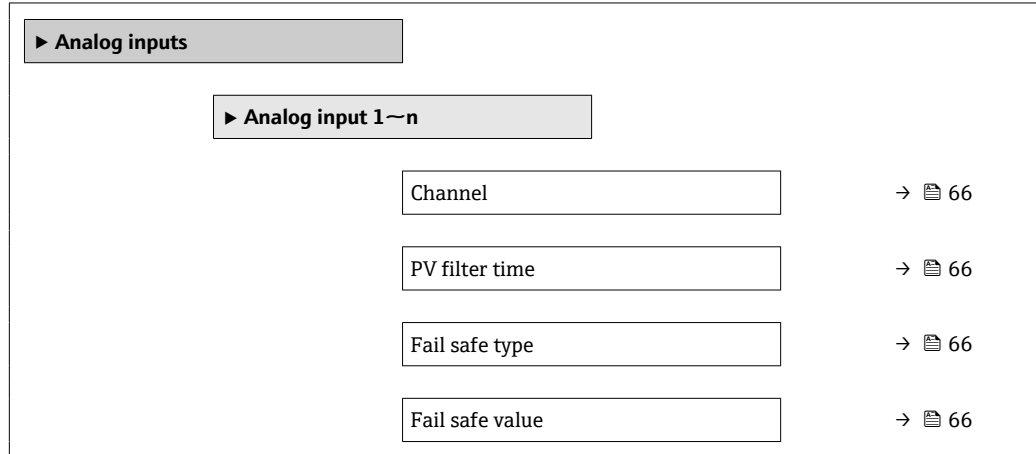 ▶ Analog inputs
▶ Analog input 1~n
Channel → 66
PV filter time → 66
Fail safe type → 66
Fail safe value → 66